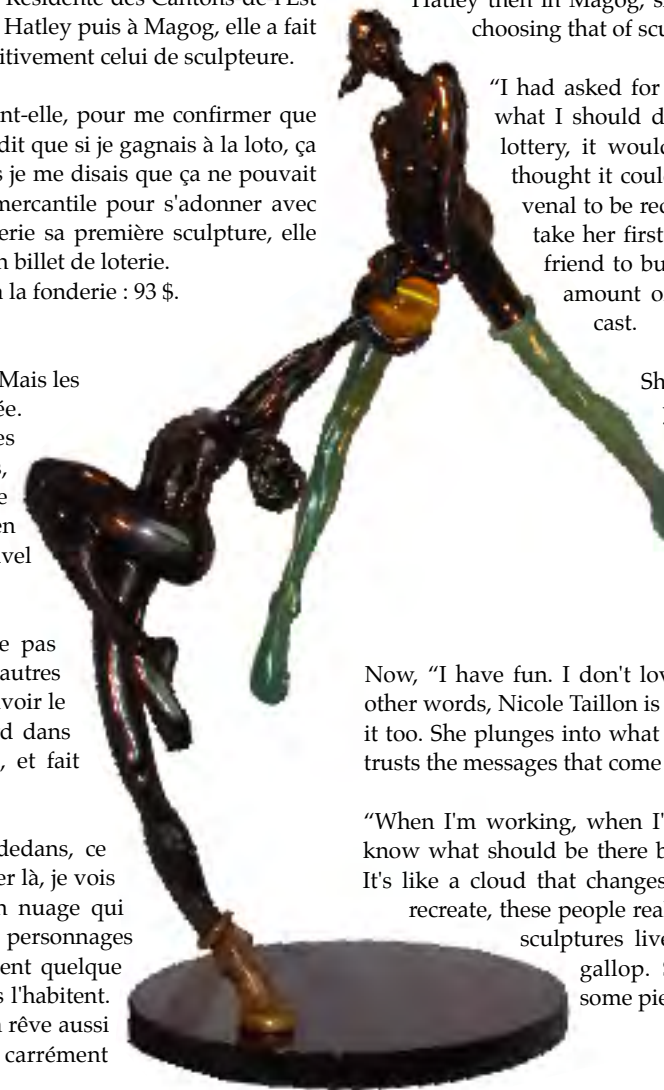 Résidente des Cantons de l'Est
Hatley puis à Magog, elle a fait
itivement celui de sculpteure.
nt-elle, pour me confirmer que
dit que si je gagnais à la loto, ça
s je me disais que ça ne pouvait
mercantile pour s'adonner avec
erie sa première sculpture, elle
n billet de loterie.
la fonderie : 93 $.
Mais les
ée.
es
s,
e
en
vel
e pas
autres
voir le
d dans
, et fait
dedans, ce
er là, je vois
n nuage qui
personnages
ent quelque
s l'habitent.
rêve aussi
carrément
Hatley then in Magog, s
choosing that of scu
“I had asked for
what I should d
lottery, it would
thought it coul
venal to be rec
take her first
friend to bu
amount o
cast.
Sh
Now, “I have fun. I don't lov
other words, Nicole Taillon is
it too. She plunges into what
trusts the messages that come
“When I'm working, when I'
know what should be there b
It's like a cloud that changes
recreate, these people rea
sculptures live
gallop. S
some pie